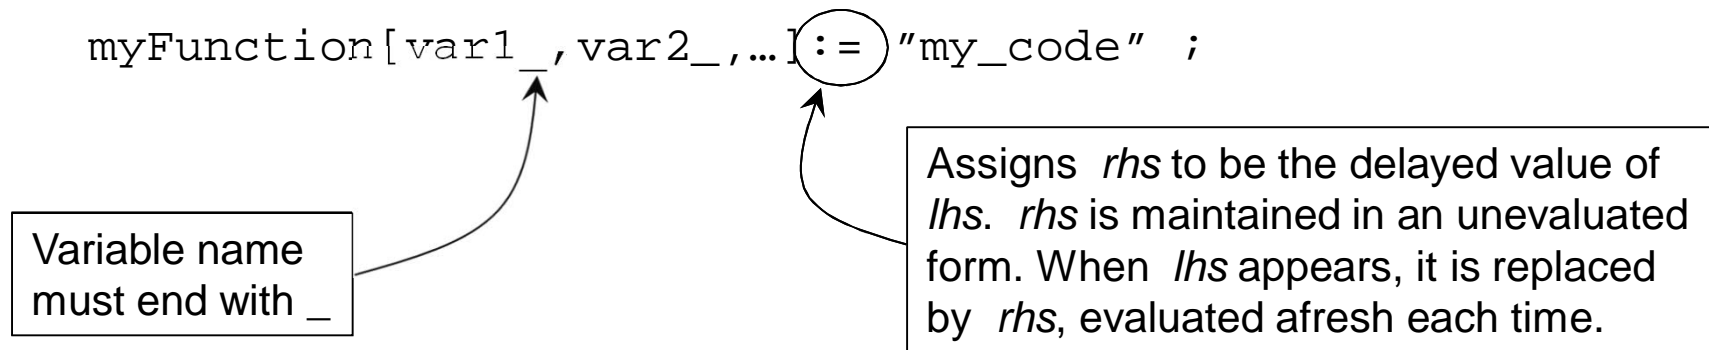 myFunction[var1_,var2_,…]:= ″my_code″ ;
Variable name
must end with _
Assigns rhs to be the delayed value of
lhs. rhs is maintained in an unevaluated
form. When lhs appears, it is replaced
by rhs, evaluated afresh each time.